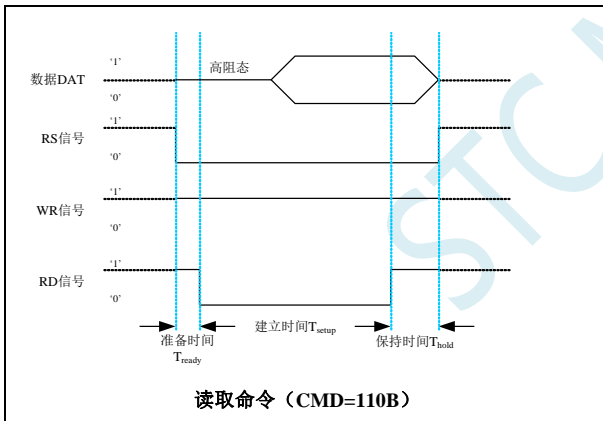 '1'
高阻态
数据DAT
'0'
'1'
RS信号
'0'
'1'
WR信号
'0'
'1'
RD信号
'0'
准备时间 建立时间Tsetup 保持时间Thold
Tready
读取命令（CMD=110B）
STCM